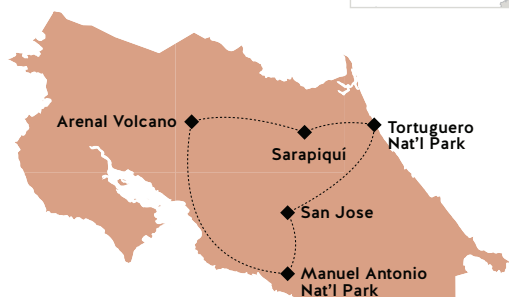 Arenal Volcano
Tortuguero
Nat'l Park
Sarapiquí
San Jose
Manuel Antonio
Nat'l Park